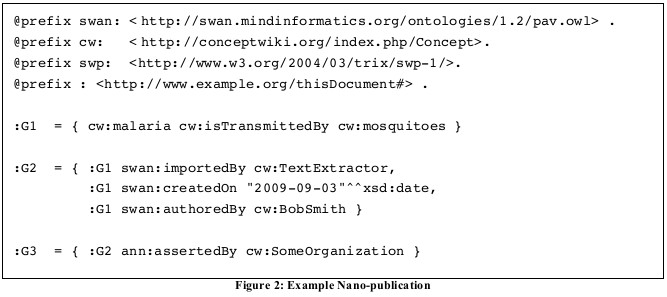 @prefix swan: < http://swan.mindinformatics.org/ontologies/1.2/pav.owl> .
@prefix cw: < http://conceptwiki.org/index.php/Concept>.
@prefix swp: <http://www.w3.org/2004/03/trix/swp-1/>.
@prefix : <http://www.example.org/thisDocument#> .
:G1 = { cw:malaria cw:isTransmittedBy cw:mosquitoes }
:G2 = { :G1 swan:importedBy cw:TextExtractor,
:G1 swan:createdOn "2009-09-03"^^xsd:date,
:G1 swan:authoredBy cw:BobSmith }
:G3 = { :G2 ann:assertedBy cw:SomeOrganization }
Figure 2: Example Nano-publication